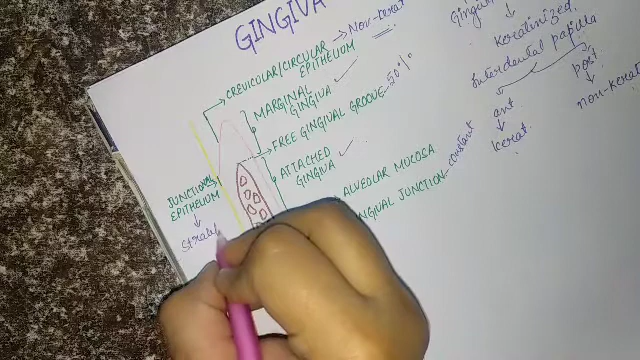 GINGIVA
CREVICULAR/CIRCULAR
EPITHELIUM
→ Non-kerat
MARGINAL
GINGIVA
FREE GINGIVAL GROOVE - 50%
ATTACHED
GINGIVA
ALVEOLAR MUCOSA
GINGIVAL JUNCTION - constant
JUNCTIONAL
EPITHELIUM
↓
keratinized
Interdental papilla
ant
↓
kerat.
post
↓
non-kerat